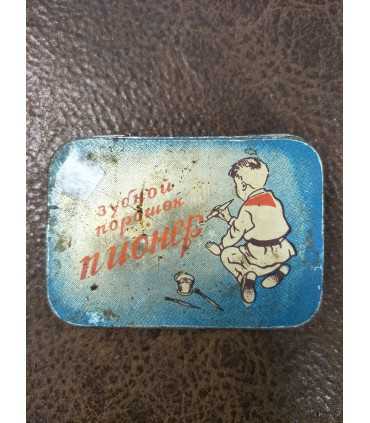 зубной
порошок
пионер